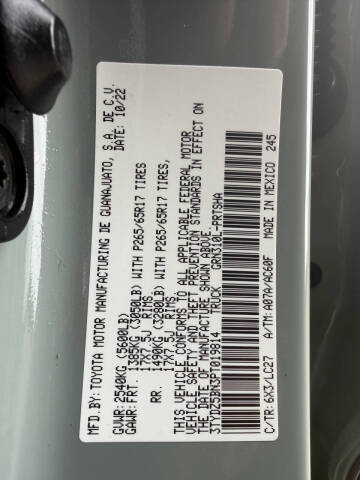 MFD.BY: TOYOTA MOTOR MANUFACTURING DE GUANAJUATO, S.A. DE C.V.
DATE: 10/22
GVWR: 2540KG (5600LB)
GAWR: FRT. 1385KG (3050LB) WITH P265/65R17 TIRES
17X7.5J RIMS
RR. 1490KG (3280LB) WITH P265/65R17 TIRES
17X7.5J RIMS
THIS VEHICLE CONFORMS TO ALL APPLICABLE FEDERAL MOTOR
VEHICLE SAFETY AND THEFT PREVENTION STANDARDS IN EFFECT ON
THE DATE OF MANUFACTURE SHOWN ABOVE.
3TYDZ5BN3PT019814 TRUCK GRN310L-CRTSHA
C/TR: 6X3/LC27 A/TM: A07A/AC60F MADE IN MEXICO 245